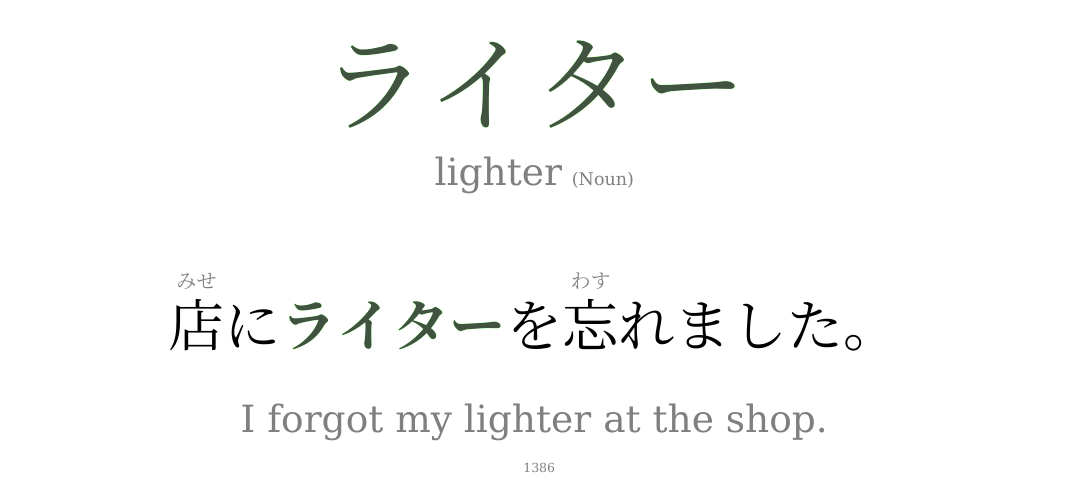 ライター
lighter (Noun)
みせ わす
店にライターを忘れました。
I forgot my lighter at the shop.
1386